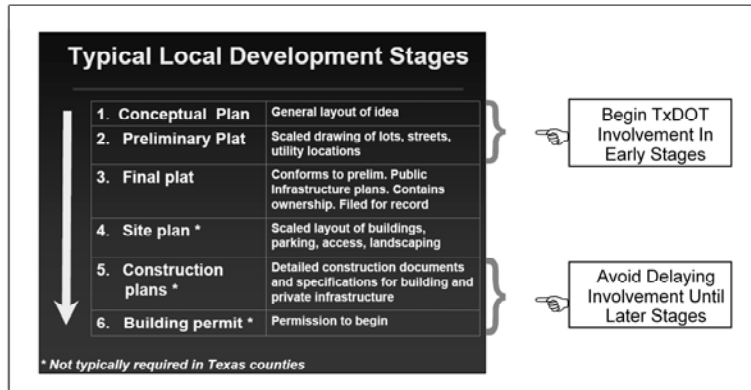 Typical Local Development Stages
1. Conceptual Plan
General layout of idea
2. Preliminary Plat
Scaled drawing of lots, streets,
utility locations
3. Final plat
Conforms to prelim. Public
Infrastructure plans. Contains
ownership. Filed for record
4. Site plan *
Scaled layout of buildings,
parking, access, landscaping
5. Construction
plans *
Detailed construction documents
and specifications for building and
private infrastructure
6. Building permit *
Permission to begin
* Not typically required in Texas counties
Begin TxDOT
Involvement In
Early Stages
Avoid Delaying
Involvement Until
Later Stages